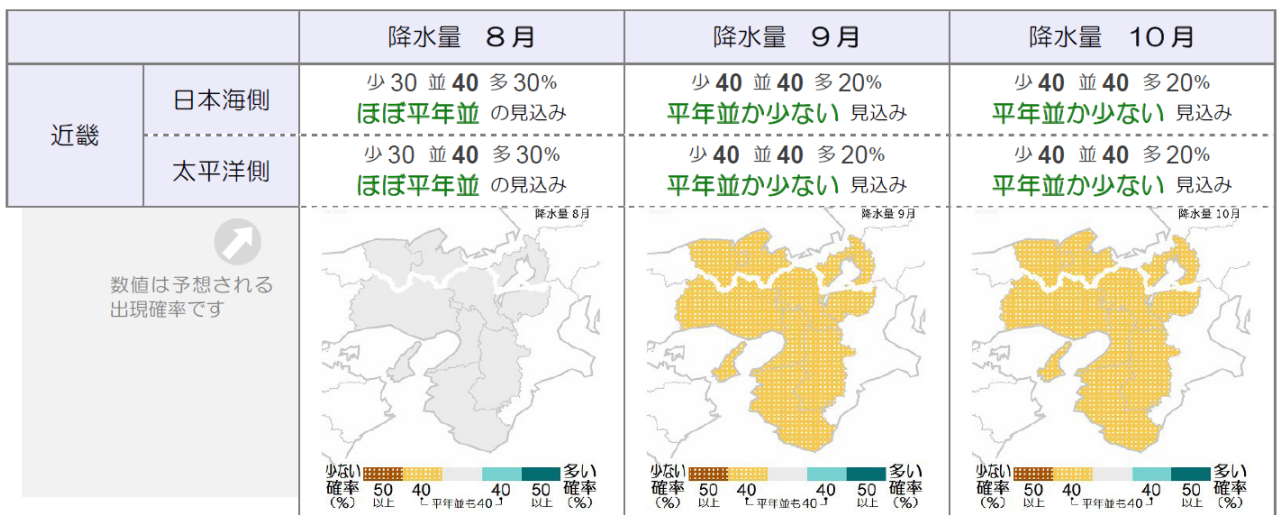 降水量 8月 降水量 9月 降水量 10月
近畿
日本海側
少30 並40 多30%
ほぼ平年並 の見込み
少40 並40 多20%
平年並か少ない 見込み
少40 並40 多20%
平年並か少ない 見込み
太平洋側
少30 並40 多30%
ほぼ平年並 の見込み
少40 並40 多20%
平年並か少ない 見込み
少40 並40 多20%
平年並か少ない 見込み
数値は予想される
出現確率です
降水量 8月
少ない 多い
確率 50 40 40 50 確率
(%) 以上 平年並も40 以上 (%)
降水量 9月
少ない 多い
確率 50 40 40 50 確率
(%) 以上 平年並も40 以上 (%)
降水量 10月
少ない 多い
確率 50 40 40 50 確率
(%) 以上 平年並も40 以上 (%)